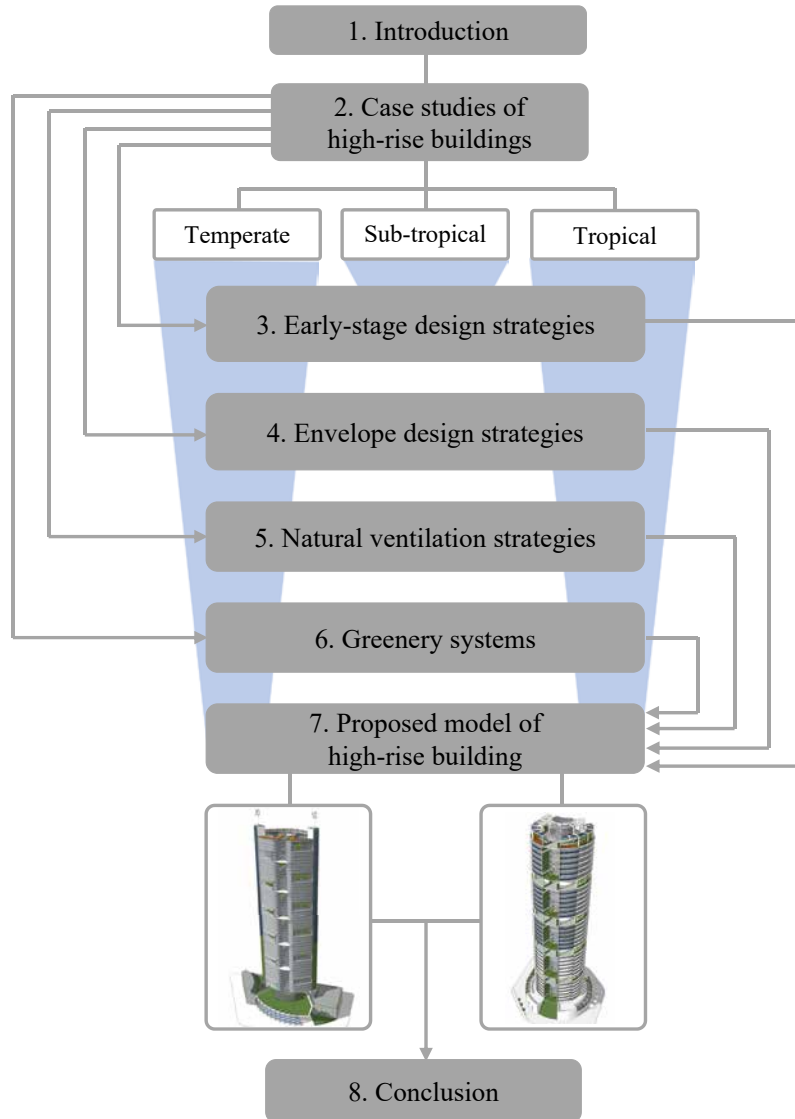 1. Introduction
2. Case studies of
high-rise buildings
Temperate
Sub-tropical
Tropical
3. Early-stage design strategies
4. Envelope design strategies
5. Natural ventilation strategies
6. Greenery systems
7. Proposed model of
high-rise building
8. Conclusion